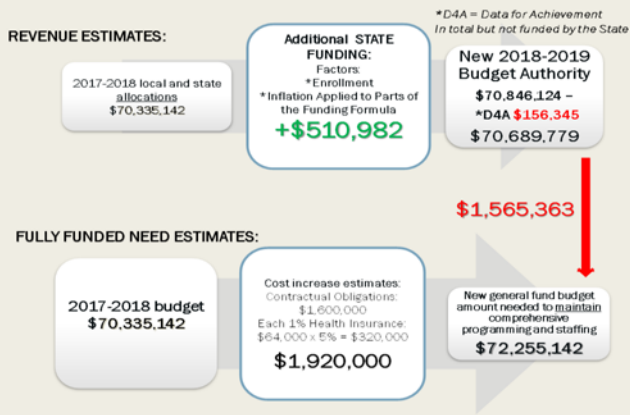 *D4A = Data for Achievement
In total but not funded by the State
REVENUE ESTIMATES:
2017-2018 local and state
allocations
$70,335,142
Additional STATE
FUNDING:
Factors:
*Enrollment
*Inflation Applied to Parts of
the Funding Formula
+$510,982
New 2018-2019
Budget Authority
$70,846,124 –
*D4A $156,345
$70,689,779
$1,565,363
FULLY FUNDED NEED ESTIMATES:
2017-2018 budget
$70,335,142
Cost increase estimates:
Contractual Obligations:
$1,600,000
Each 1% Health Insurance:
$64,000 x 5% = $320,000
$1,920,000
New general fund budget
amount needed to maintain
comprehensive
programming and staffing
$72,255,142